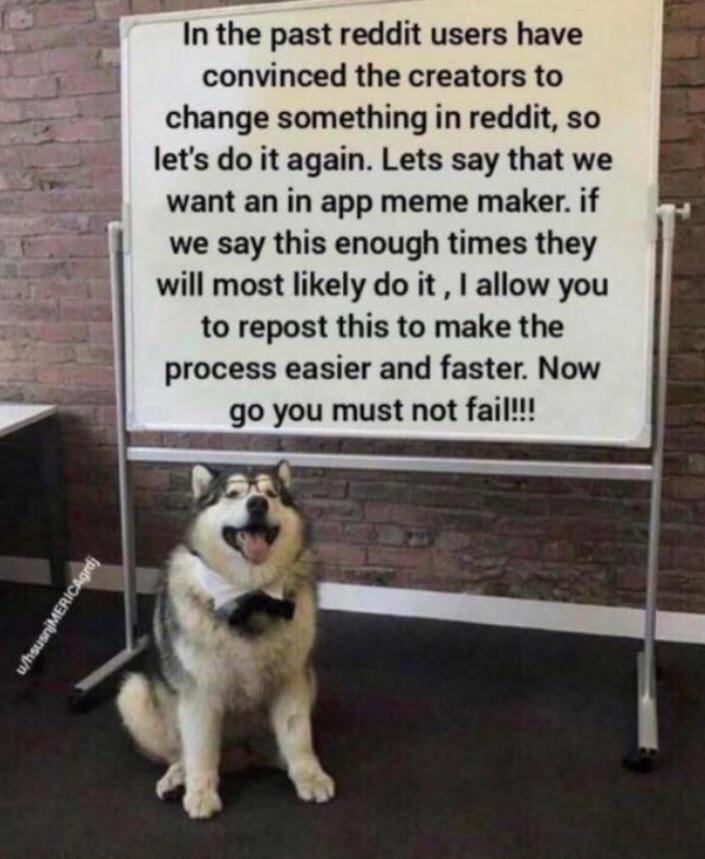 In the past reddit users have
convinced the creators to
change something in reddit, so
let's do it again. Lets say that we
want an in app meme maker. if
we say this enough times they
will most likely do it , I allow you
to repost this to make the
process easier and faster. Now
go you must not fail!!!
u/hsusnjMERICAgrdj